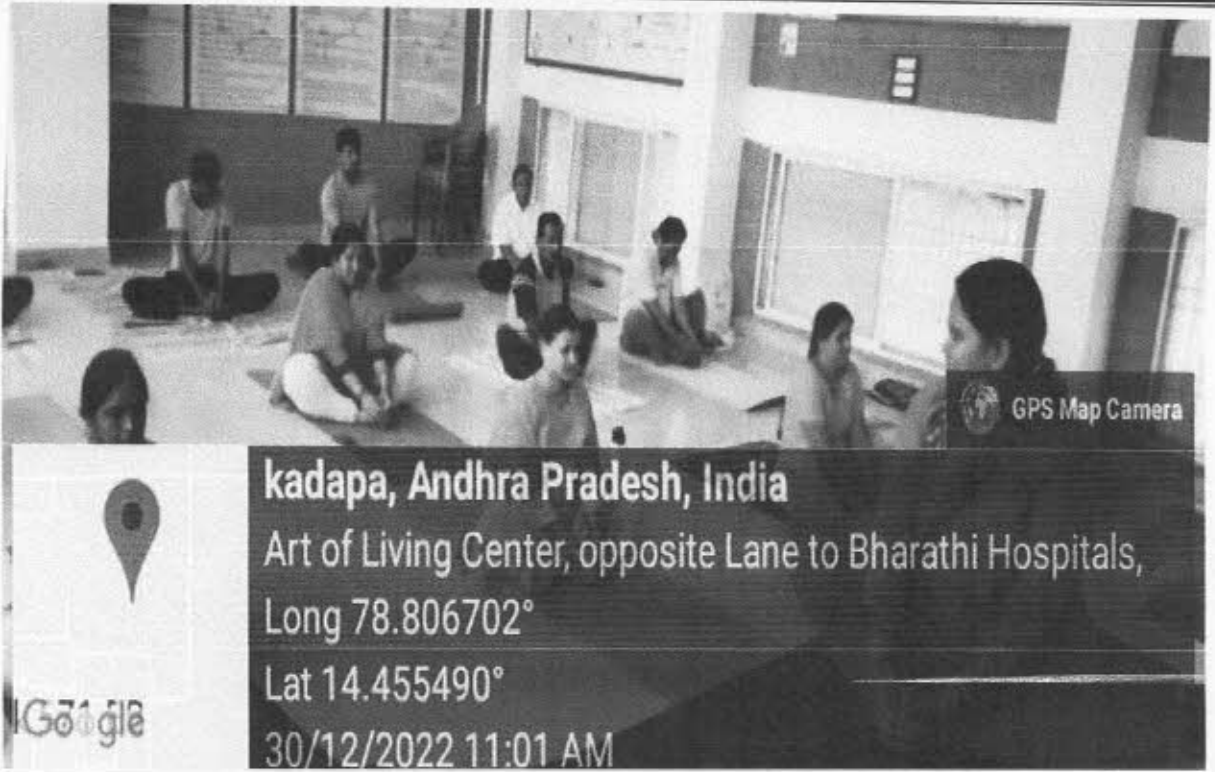 GPS Map Camera
kadapa, Andhra Pradesh, India
Art of Living Center, opposite Lane to Bharathi Hospitals,
Long 78.806702°
Lat 14.455490°
30/12/2022 11:01 AM
Google